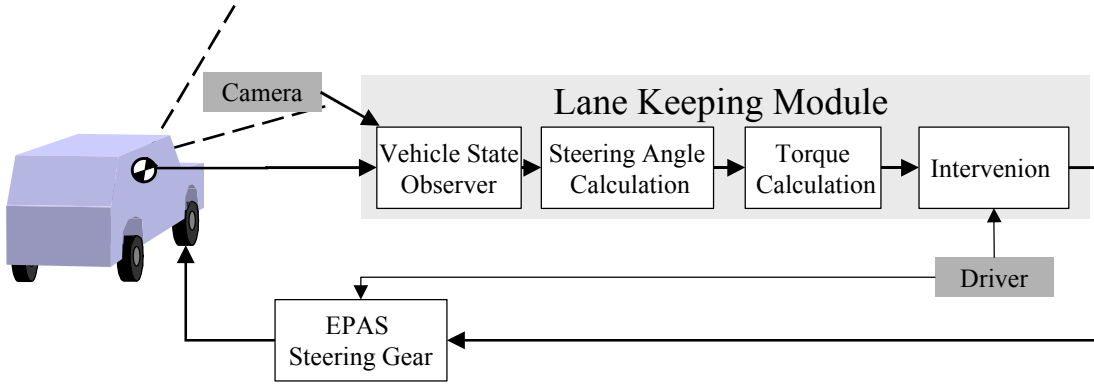 Camera
Lane Keeping Module
Vehicle State
Observer
Steering Angle
Calculation
Torque
Calculation
Intervenion
Driver
EPAS
Steering Gear